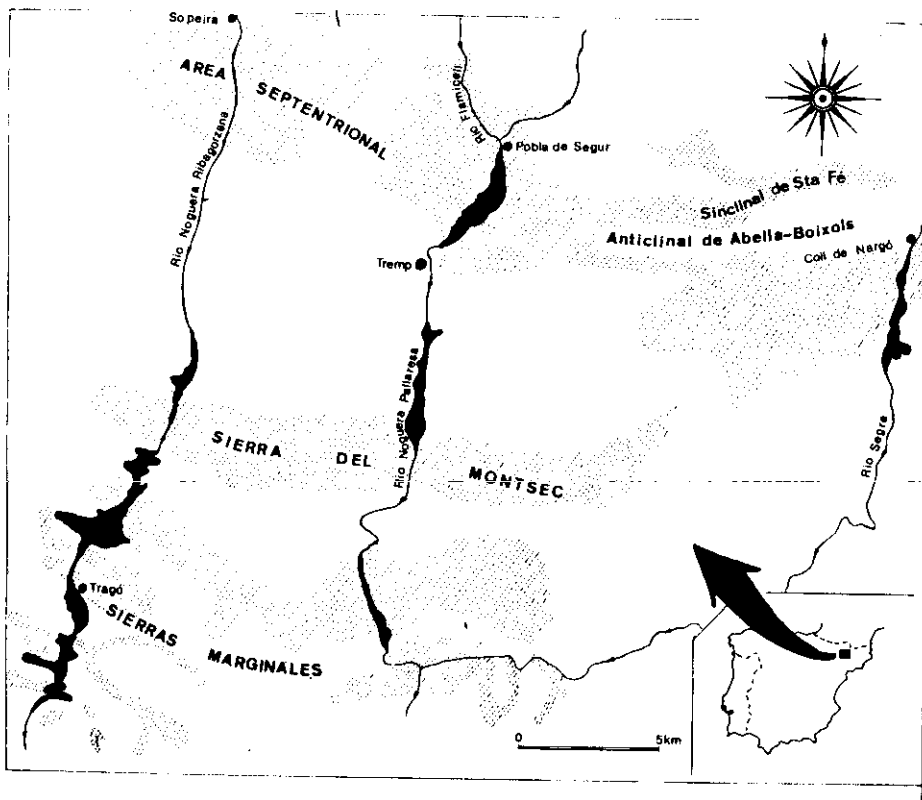 Sopeira
AREA SEPTENTRIONAL
Rio Flamicell
Pobla de Segur
Rio Noguera Ribagorzana
Sinclinal de Sta Fé
Anticlinal de Abella-Boixols
Coll de Nargó
Tremp
Rio Noguera Pallaresa
SIERRA DEL MONTSEC
Rio Segre
Tragó
SIERRAS MARGINALES
0 5km